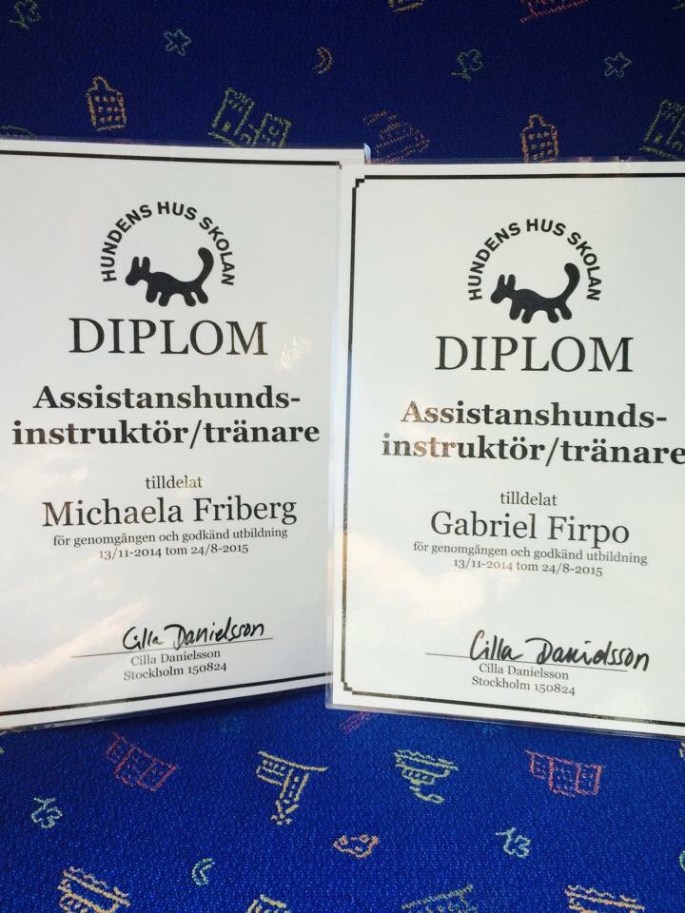 HUNDENS HUS SKOLAN
DIPLOM
Assistanshunds-
instruktör/tränare
tilldelat
Michaela Friberg
för genomgången och godkänd utbildning
13/11-2014 tom 24/8-2015
Cilla Danielsson
Cilla Danielsson
Stockholm 150824
HUNDENS HUS SKOLAN
DIPLOM
Assistanshunds-
instruktör/tränare
tilldelat
Gabriel Firpo
för genomgången och godkänd utbildning
13/11-2014 tom 24/8-2015
Cilla Danielsson
Cilla Danielsson
Stockholm 150824